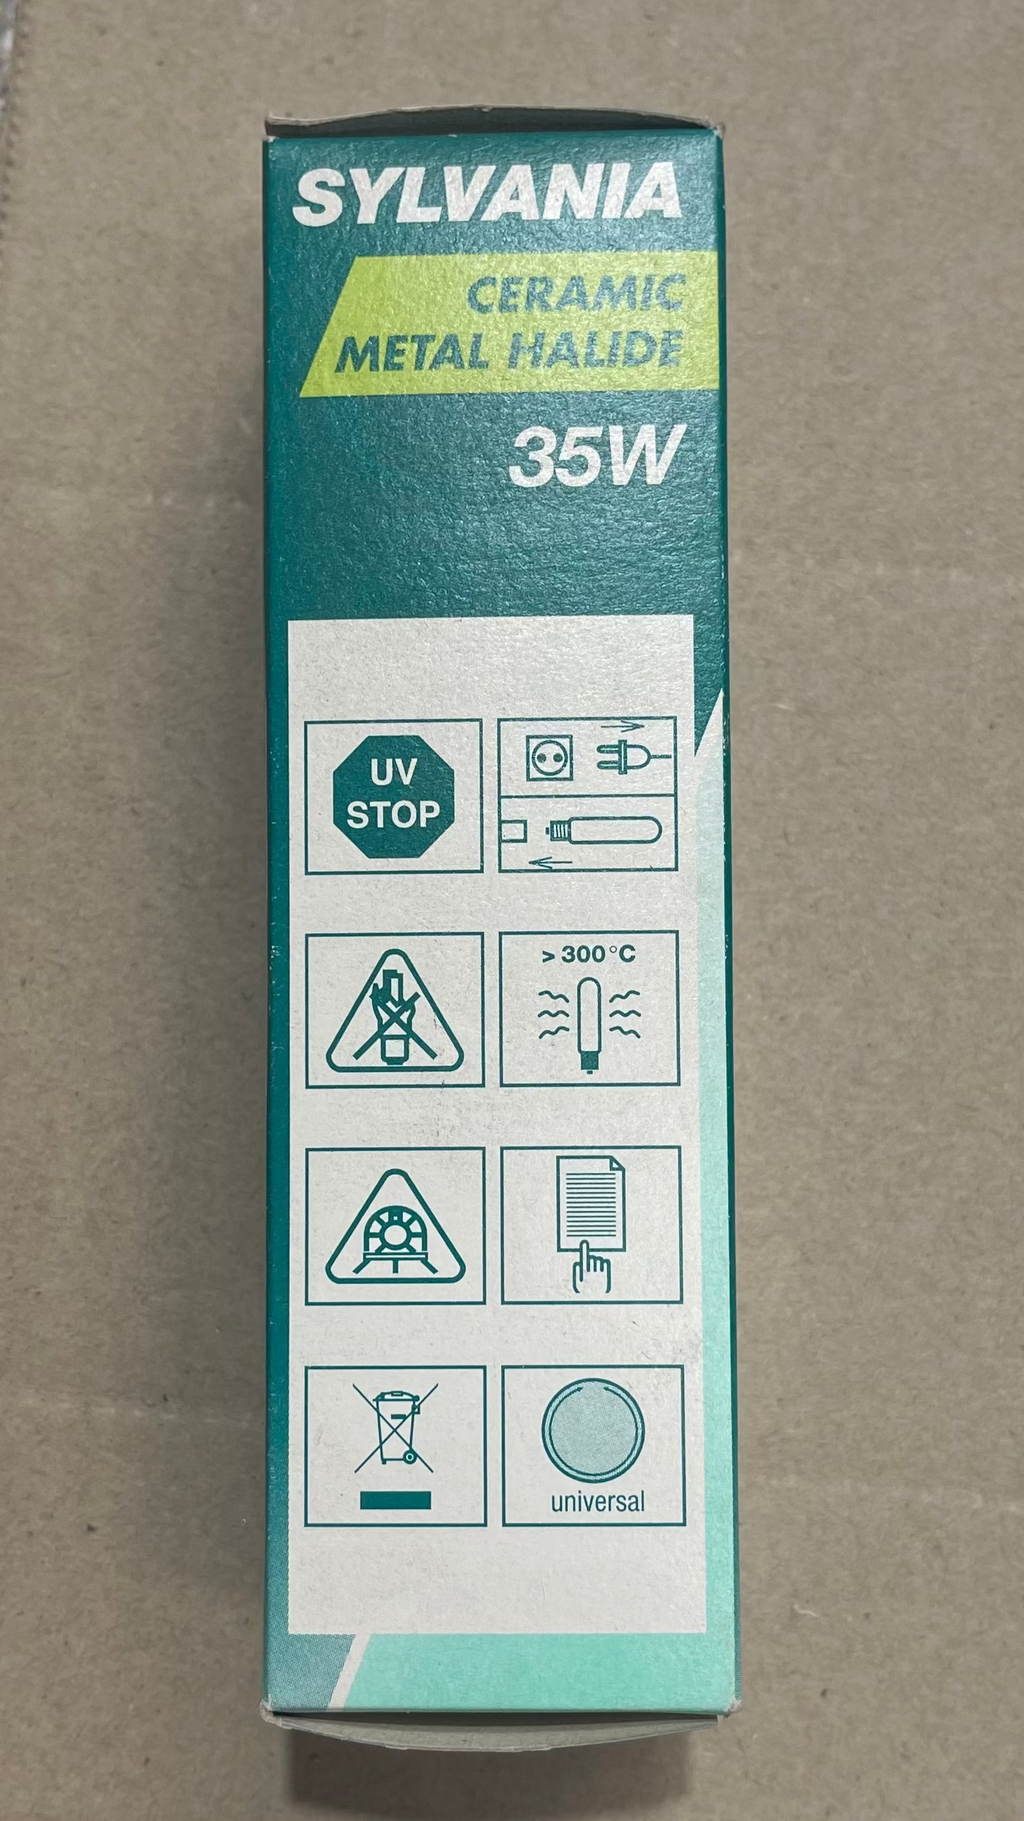 SYLVANIA
CERAMIC
METAL HALIDE
35W
UV
STOP
> 300 °C
universal